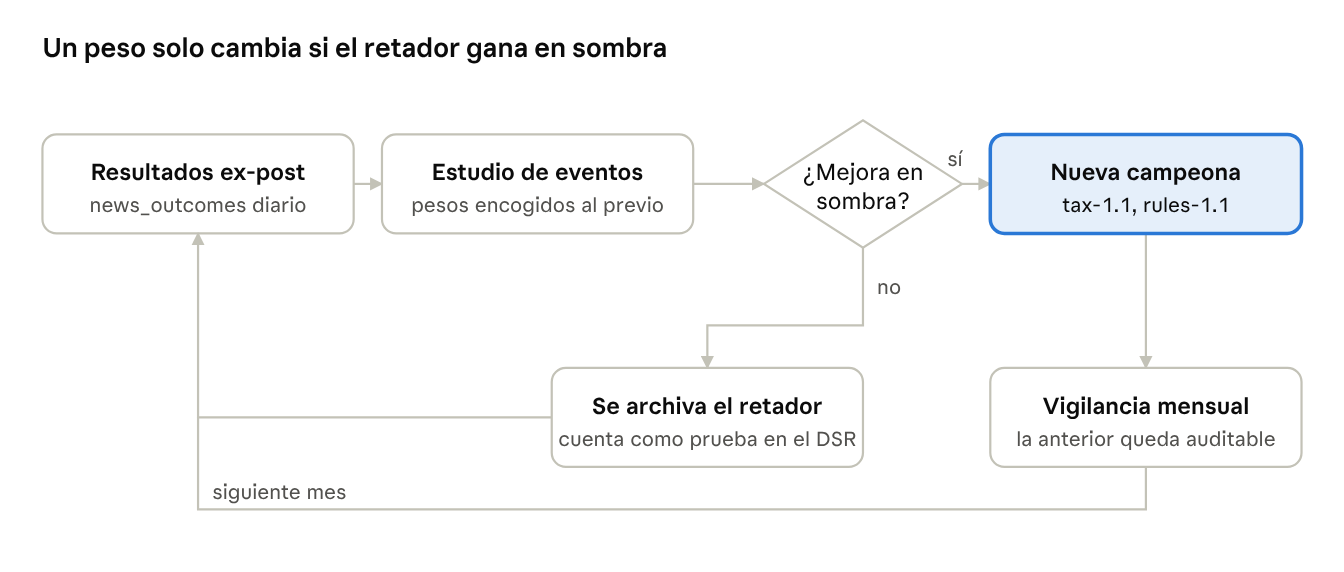 Un peso solo cambia si el retador gana en sombra
Resultados ex-post
news_outcomes diario
Estudio de eventos
pesos encogidos al previo
¿Mejora en
sombra?
sí
Nueva campeona
tax-1.1, rules-1.1
no
Se archiva el retador
cuenta como prueba en el DSR
Vigilancia mensual
la anterior queda auditable
siguiente mes